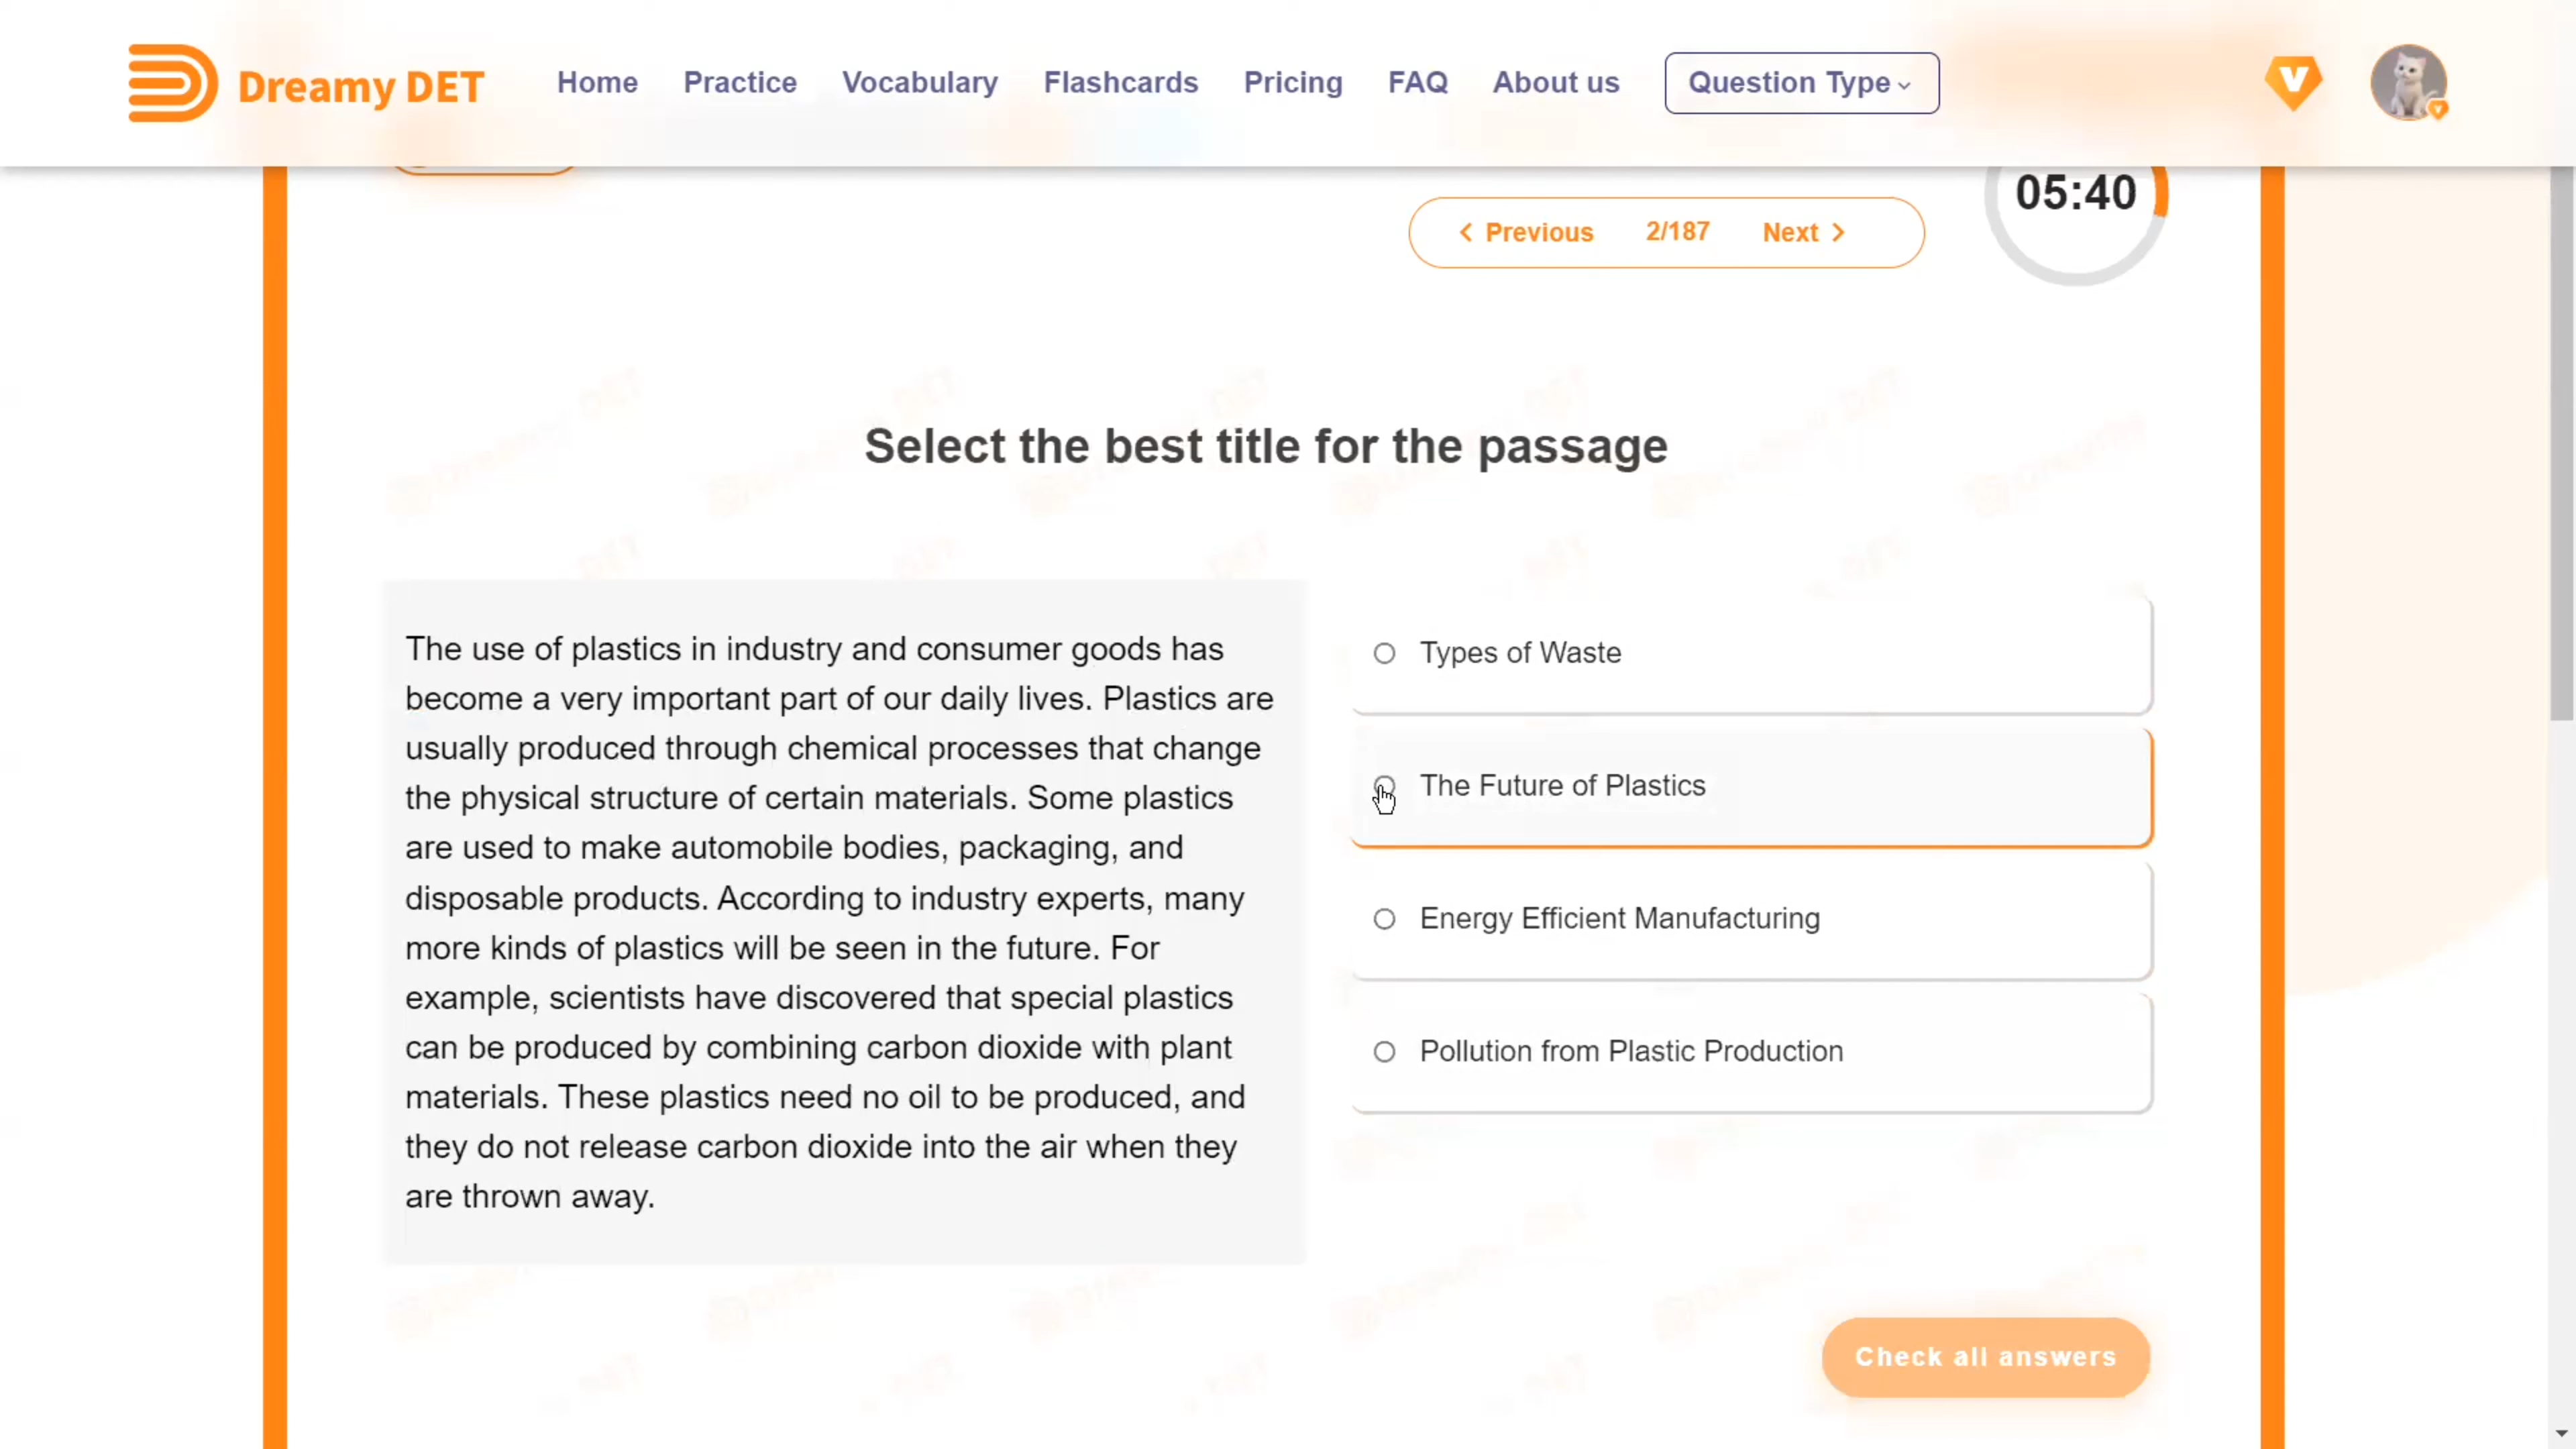 Dreamy DET
Home Practice Vocabulary Flashcards Pricing FAQ About us Question Type
05:40
Previous 2/187 Next
Select the best title for the passage
The use of plastics in industry and consumer goods has
become a very important part of our daily lives. Plastics are
usually produced through chemical processes that change
the physical structure of certain materials. Some plastics
are used to make automobile bodies, packaging, and
disposable products. According to industry experts, many
more kinds of plastics will be seen in the future. For
example, scientists have discovered that special plastics
can be produced by combining carbon dioxide with plant
materials. These plastics need no oil to be produced, and
they do not release carbon dioxide into the air when they
are thrown away.
Types of Waste
The Future of Plastics
Energy Efficient Manufacturing
Pollution from Plastic Production
Check all answers